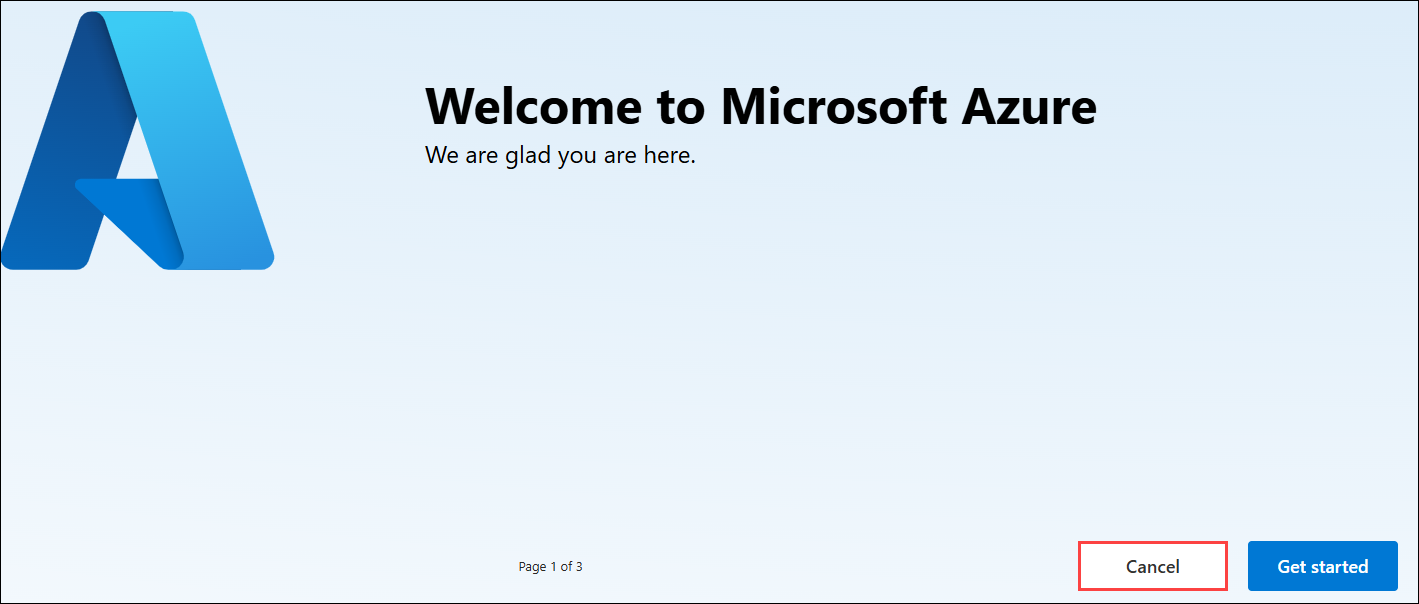 Welcome to Microsoft Azure
We are glad you are here.
Page 1 of 3
Cancel
Get started